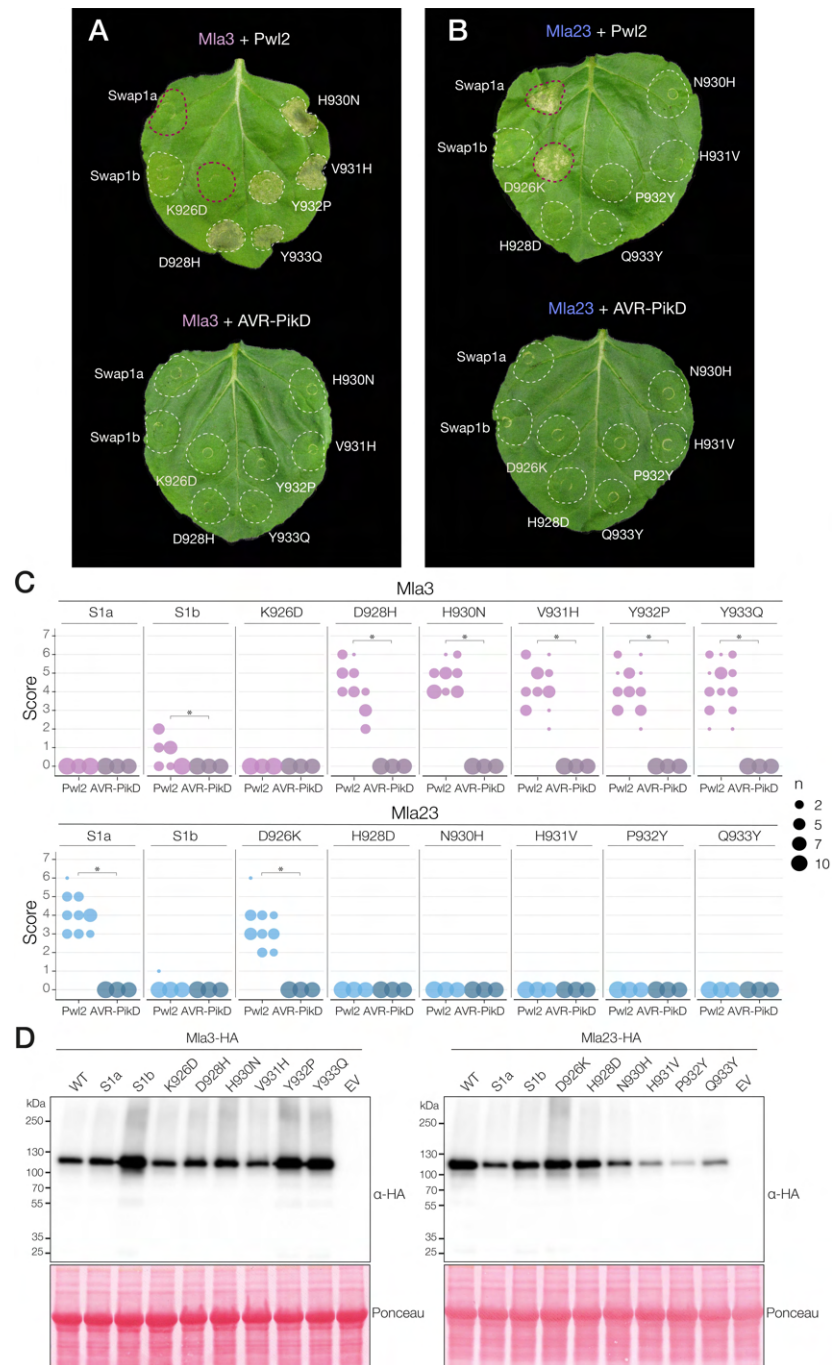 A
Mla3 + Pwl2
Swap1a
H930N
Swap1b
V931H
K926D
Y932P
D928H
Y933Q
Mla3 + AVR-PikD
Swap1a
H930N
Swap1b
V931H
K926D
Y932P
D928H
Y933Q
B
Mla23 + Pwl2
Swap1a
N930H
Swap1b
H931V
D926K
P932Y
H928D
Q933Y
Mla23 + AVR-PikD
Swap1a
N930H
Swap1b
H931V
D926K
P932Y
H928D
Q933Y
C
Mla3
S1a S1b K926D D928H H930N V931H Y932P Y933Q
Score
7
6
5
4
3
2
1
0
* * * * * *
Pwl2 AVR-PikD Pwl2 AVR-PikD Pwl2 AVR-PikD Pwl2 AVR-PikD Pwl2 AVR-PikD Pwl2 AVR-PikD Pwl2 AVR-PikD Pwl2 AVR-PikD
Mla23
S1a S1b D926K H928D N930H H931V P932Y Q933Y
Score
6
5
4
3
2
1
0
* *
Pwl2 AVR-PikD Pwl2 AVR-PikD Pwl2 AVR-PikD Pwl2 AVR-PikD Pwl2 AVR-PikD Pwl2 AVR-PikD Pwl2 AVR-PikD Pwl2 AVR-PikD
n
2
5
7
10
D
Mla3-HA
WT S1a S1b K926D D928H H930N V931H Y932P Y933Q EV
kDa
250
130
100
70
55
35
25
α-HA
Ponceau
Mla23-HA
WT S1a S1b D926K H928D N930H H931V P932Y Q933Y EV
kDa
250
130
100
70
55
35
25
α-HA
Ponceau